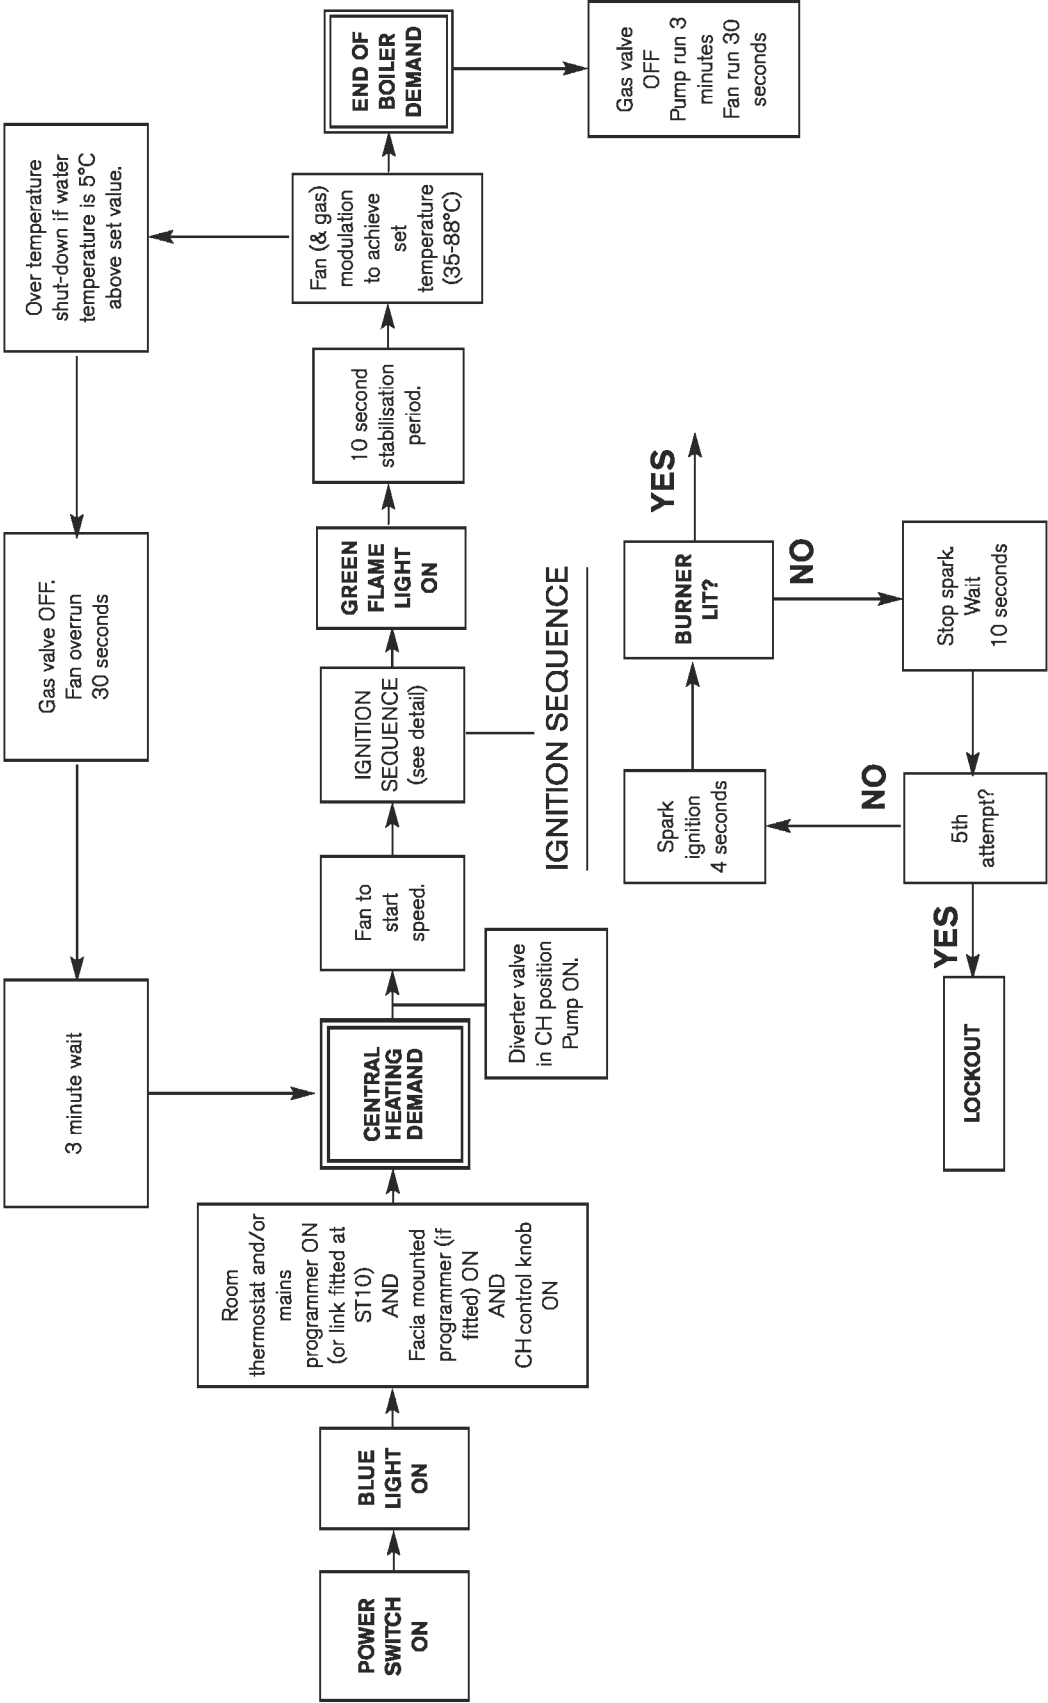 POWER
SWITCH
ON
BLUE
LIGHT
ON
Room
thermostat and/or
mains
programmer ON
(or link fitted at
ST10)
AND
Facia mounted
programmer (if
fitted) ON
AND
CH control knob
ON
CENTRAL
HEATING
DEMAND
Diverter valve
in CH position
Pump ON.
Fan to
start
speed.
IGNITION
SEQUENCE
(see detail)
GREEN
FLAME
LIGHT
ON
10 second
stabilisation
period.
Fan (& gas)
modulation
to achieve
set
temperature
(35-88°C)
END OF
BOILER
DEMAND
Gas valve
OFF
Pump run 3
minutes
Fan run 30
seconds
Over temperature
shut-down if water
temperature is 5°C
above set value.
Gas valve OFF.
Fan overrun
30 seconds
3 minute wait
IGNITION SEQUENCE
Spark
ignition
4 seconds
BURNER
LIT?
YES
NO
Stop spark.
Wait
10 seconds
5th
attempt?
NO
YES
LOCKOUT